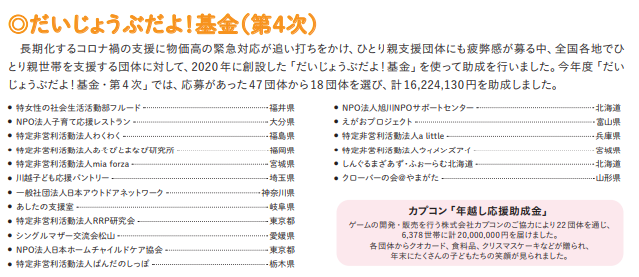 ◎だいじょうぶだよ！基金（第4次）
長期化するコロナ禍の支援に物価高の緊急対応が追い打ちをかけ、ひとり親支援団体にも疲弊感が募る中、全国各地でひ
とり親世帯を支援する団体に対して、2020年に創設した「だいじょうぶだよ！基金」を使って助成を行いました。今年度「だい
じょうぶだよ！基金・第4次」では、応募があった47団体から18団体を選び、計16,224,130円を助成しました。
● 特女性の社会生活活動部フルード 福井県
● NPO法人子育て応援レストラン 大分県
● 特定非営利活動法人わくわく 福島県
● 特定非営利活動法人あそびとまなび研究所 福岡県
● 特定非営利活動法人mia forza 宮城県
● 川越子ども応援パントリー 埼玉県
● 一般社団法人日本アウトドアネットワーク 神奈川県
● あしたの支援室 岐阜県
● 特定非営利活動法人RRP研究会 東京都
● シングルマザー交流会松山 愛媛県
● NPO法人日本ホームチャイルドケア協会 東京都
● 特定非営利活動法人ぱんだのしっぽ 栃木県
● NPO法人旭川NPOサポートセンター 北海道
● えがおプロジェクト 富山県
● 特定非営利活動法人a little 兵庫県
● 特定非営利活動法人ウィメンズアイ 宮城県
● しんぐるまざあず・ふぉーらむ北海道 北海道
● クローバーの会@やまがた 山形県
カプコン 「年越し応援助成金」
ゲームの開発・販売を行う株式会社カプコンのご協力により22団体を通じ、
6,378世帯に計20,000,000円を届けました。
各団体からクオカード、食料品、クリスマスケーキなどが贈られ、
年末にたくさんの子どもたちの笑顔が見られました。